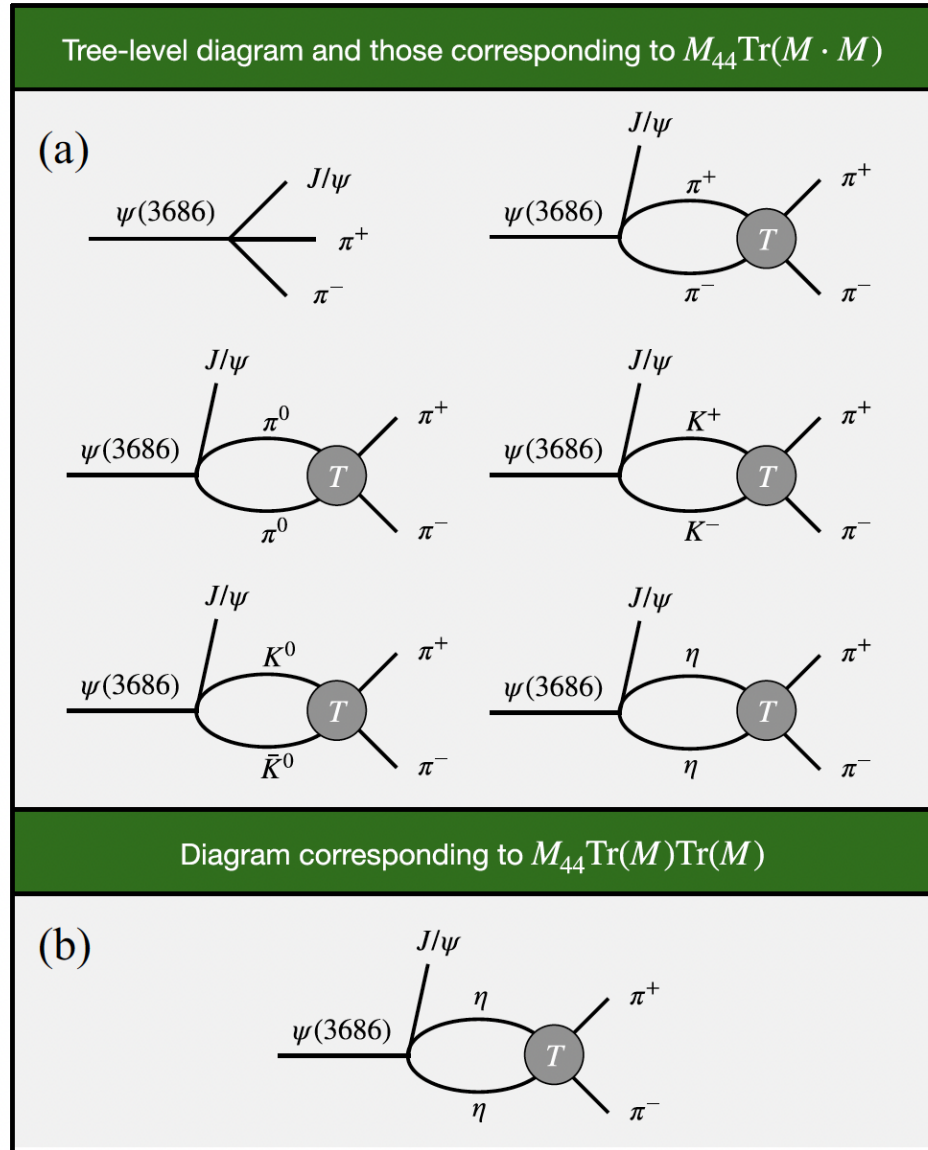 Tree-level diagram and those corresponding to M₄₄Tr(M · M)
(a)
J/ψ
ψ(3686)
π⁺
π⁻
J/ψ
ψ(3686)
π⁺
π⁻
T
π⁺
π⁻
J/ψ
ψ(3686)
π⁰
π⁰
T
π⁺
π⁻
J/ψ
ψ(3686)
K⁺
K⁻
T
π⁺
π⁻
J/ψ
ψ(3686)
K⁰
K̄⁰
T
π⁺
π⁻
J/ψ
ψ(3686)
η
η
T
π⁺
π⁻
Diagram corresponding to M₄₄Tr(M)Tr(M)
(b)
J/ψ
ψ(3686)
η
η
T
π⁺
π⁻